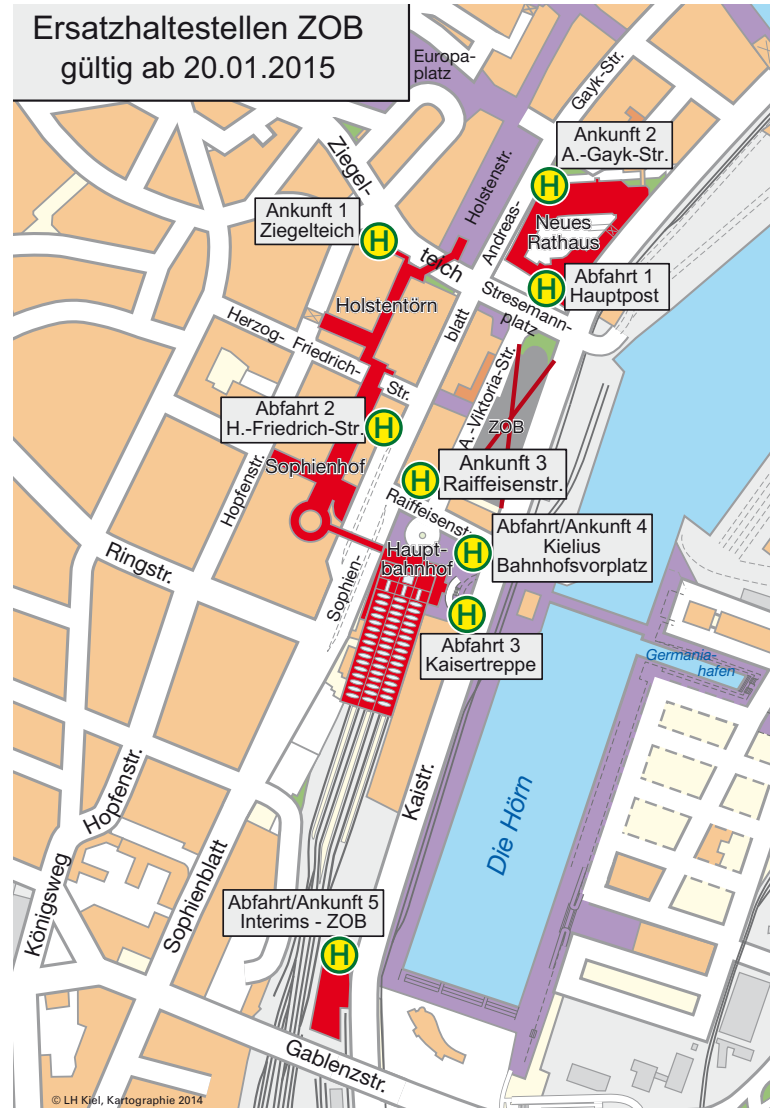 Ersatzhaltestellen ZOB
gültig ab 20.01.2015
Europa-
platz
Gayk-Str.
Ankunft 2
A.-Gayk-Str.
Ziegel-
teich
Holstenstr.
Andreas-
Ankunft 1
Ziegelteich
H
H
Neues
Rathaus
Abfahrt 1
Hauptpost
H
Holstentörn
Stresemann-
platz
blatt
Herzog-
Friedrich-
Str.
A.-Viktoria-Str.
ZOB
Abfahrt 2
H.-Friedrich-Str.
H
Sophienhof
Hopfenstr.
Ankunft 3
Raiffeisenstr.
H
Raiffeisenstr.
Abfahrt/Ankunft 4
Kielius
Bahnhofsvorplatz
H
Haupt-
bahnhof
Ringstr.
Sophien-
H
Abfahrt 3
Kaisertreppe
Germania-
hafen
Hopfenstr.
Kaistr.
Die Hörn
Königsweg
Sophienblatt
Abfahrt/Ankunft 5
Interims - ZOB
H
Gablenzstr.
© LH Kiel, Kartographie 2014